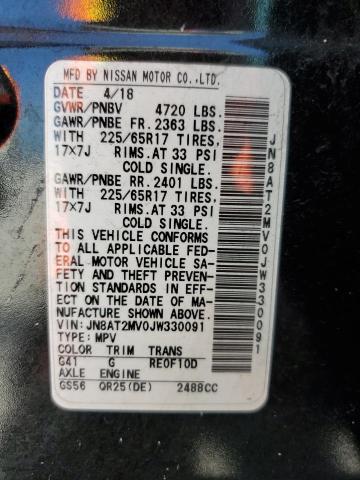 MFD BY NISSAN MOTOR CO.,LTD.
DATE 4/18
GVWR/PNBV 4720 LBS.
GAWR/PNBE FR. 2363 LBS.
WITH 225/65R17 TIRES,
17x7J RIMS.AT 33 PSI
COLD SINGLE.
GAWR/PNBE RR. 2401 LBS.
WITH 225/65R17 TIRES,
17x7J RIMS.AT 33 PSI
COLD SINGLE.
THIS VEHICLE CONFORMS
TO ALL APPLICABLE FED-
ERAL MOTOR VEHICLE SA-
FETY AND THEFT PREVEN-
TION STANDARDS IN EFF-
ECT ON THE DATE OF MA-
NUFACTURE SHOWN ABOVE.
VIN:JN8AT2MV0JW330091
TYPE:MPV
COLOR TRIM TRANS
G41 G RE0F10D
AXLE ENGINE
GS56 QR25(DE) 2488CC
JN8AT2MV0JW330091